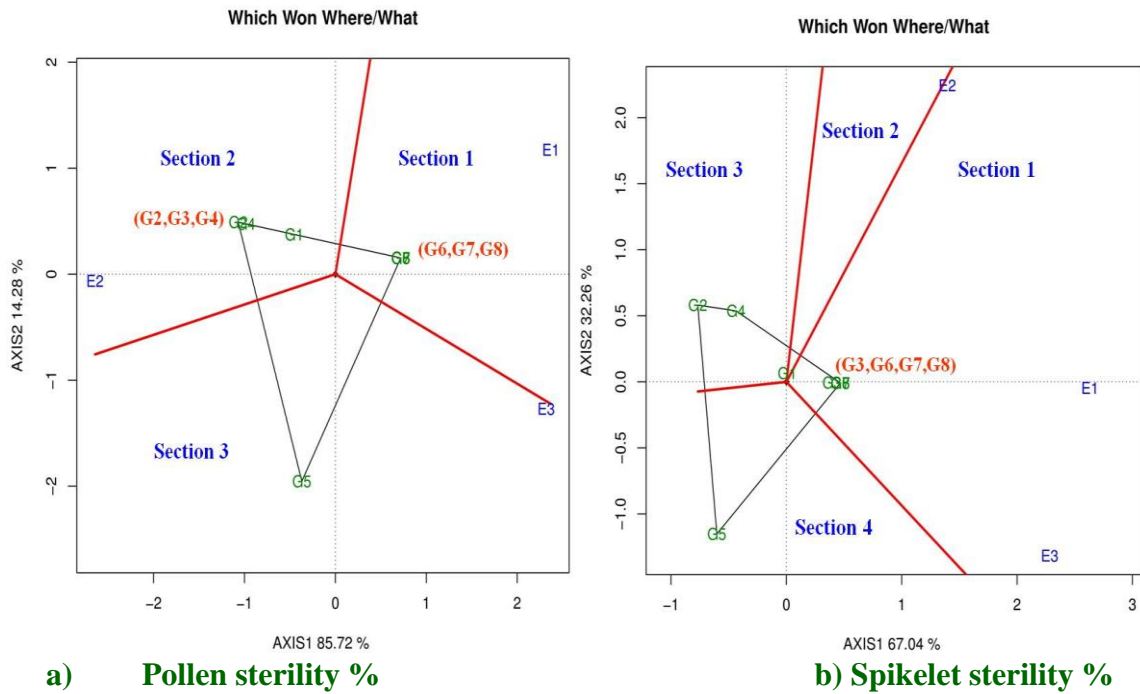 Which Won Where/What
2
1
0
−1
−2
AXIS2 14.28 %
Section 2
Section 1
E1
(G2,G3,G4)
G4
G1
(G6,G7,G8)
E2
E3
Section 3
G5
−2
−1
0
1
2
AXIS1 85.72 %
a) Pollen sterility %
Which Won Where/What
2.0
1.5
1.0
0.5
0.0
−0.5
−1.0
AXIS2 32.26 %
E2
Section 2
Section 3
Section 1
G2
G4
(G3,G6,G7,G8)
G1
E1
G5
Section 4
E3
−1
0
1
2
3
AXIS1 67.04 %
b) Spikelet sterility %